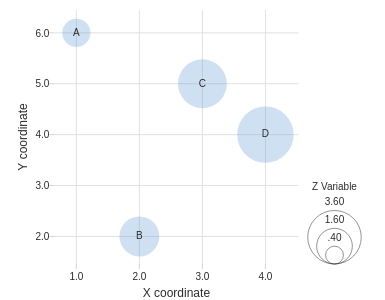 A
6.0
5.0
C
4.0
D
3.0
2.0
B
Y coordinate
1.0 2.0 3.0 4.0
X coordinate
Z Variable
3.60
1.60
.40